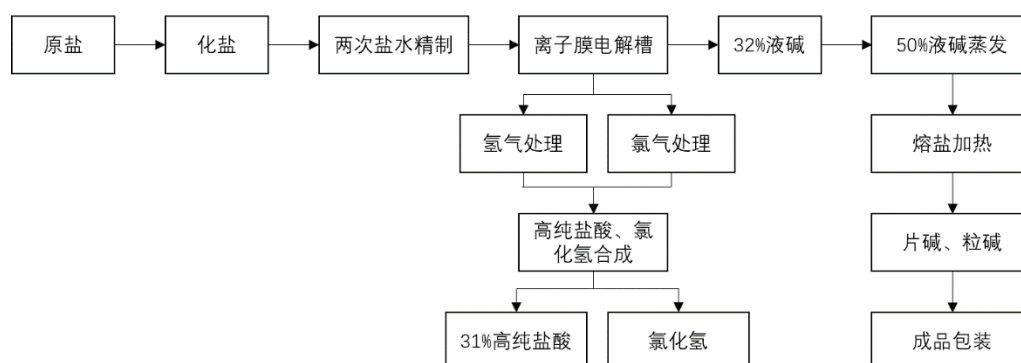 原盐
化盐
两次盐水精制
离子膜电解槽
32%液碱
50%液碱蒸发
氢气处理
氯气处理
熔盐加热
高纯盐酸、氯
化氢合成
片碱、粒碱
31%高纯盐酸
氯化氢
成品包装